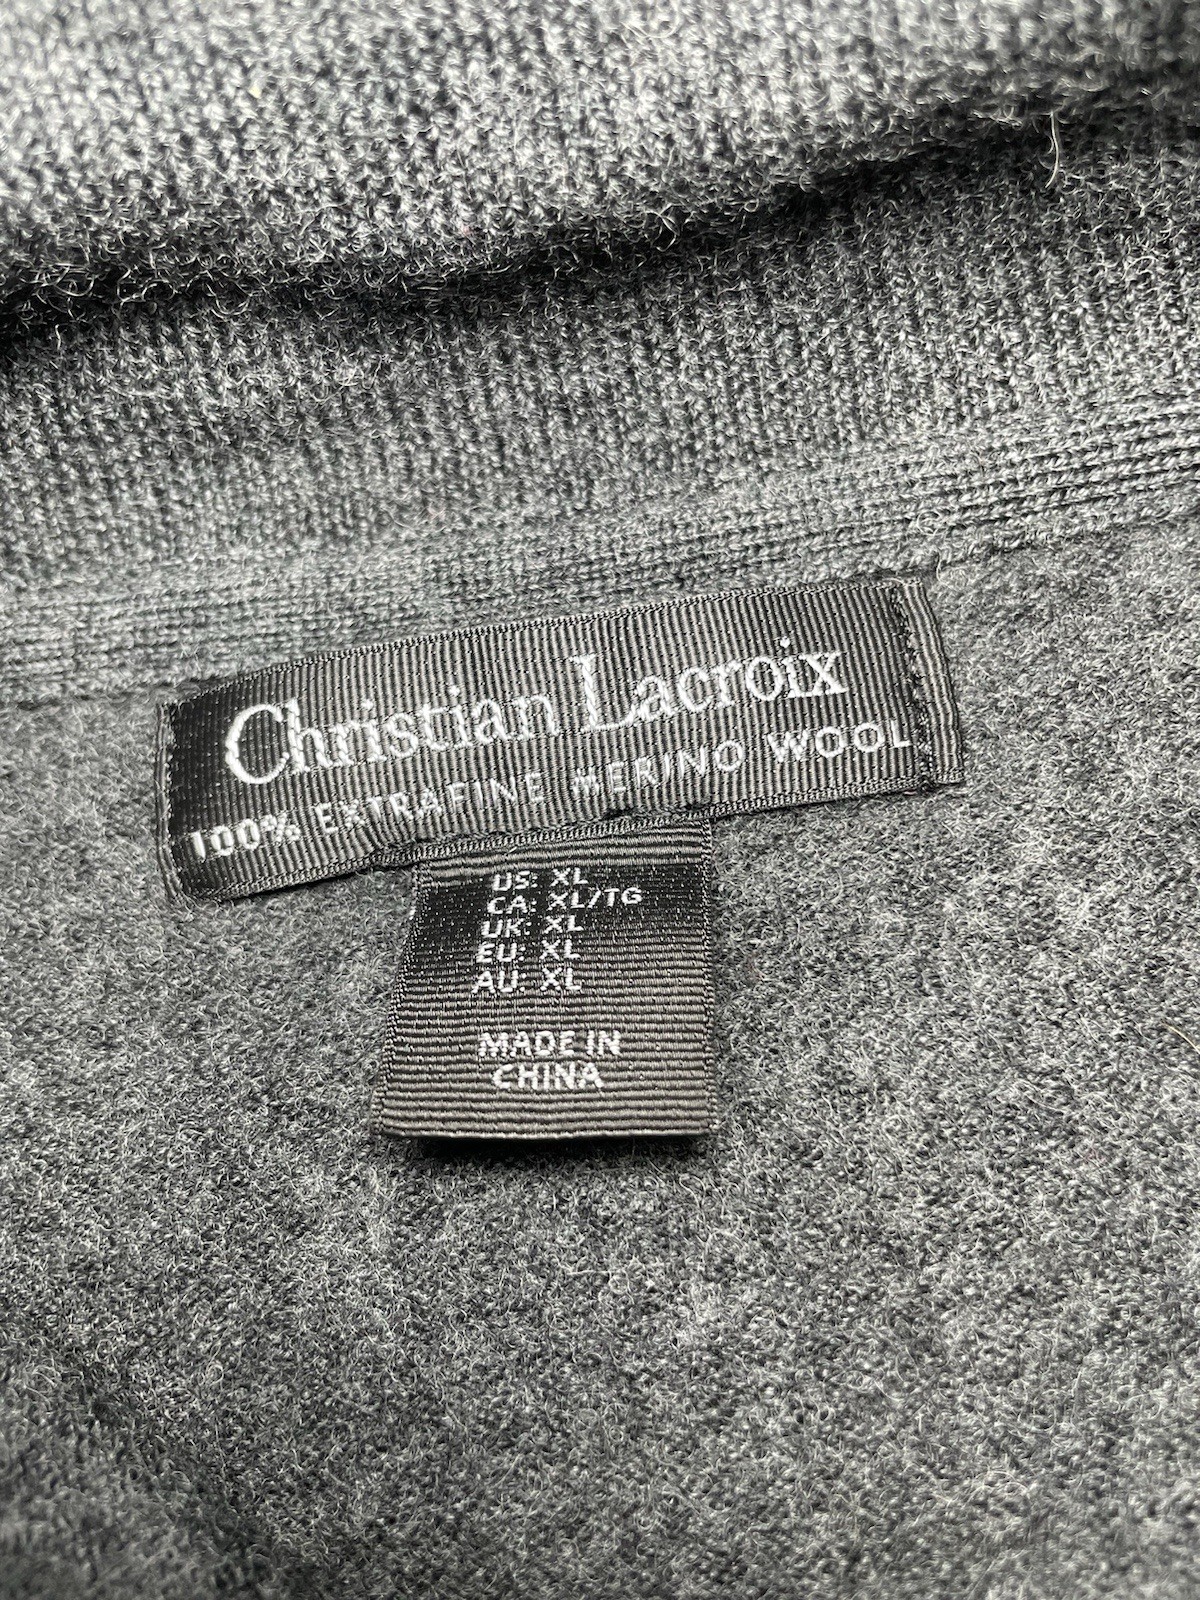 Christian Lacroix
100% EXTRAFINE MERINO WOOL
US: XL
CA: XL/TG
UK: XL
EU: XL
AU: XL
MADE IN
CHINA